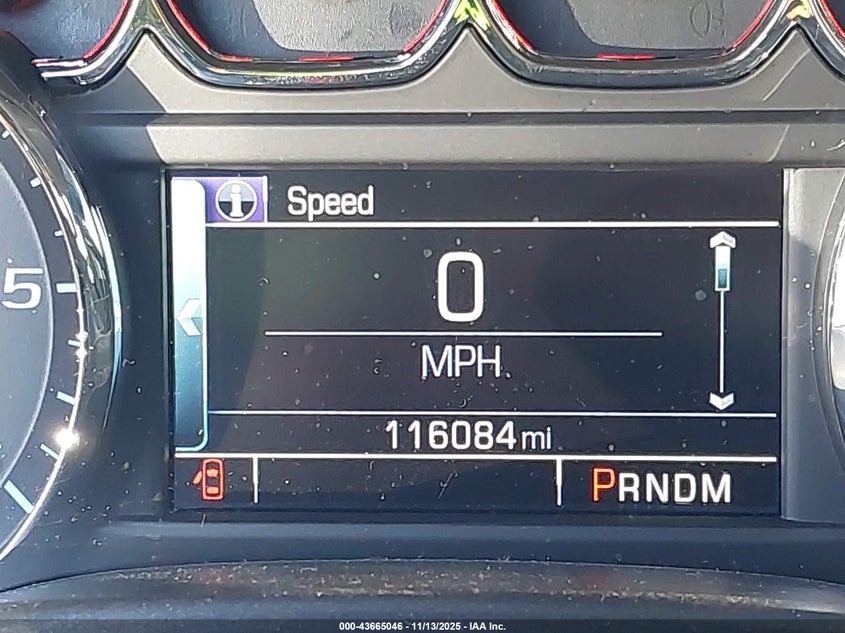 Speed
5
0
MPH
116084mi
PRNDM
000-43665046 - 11/13/2025 - IAA Inc.